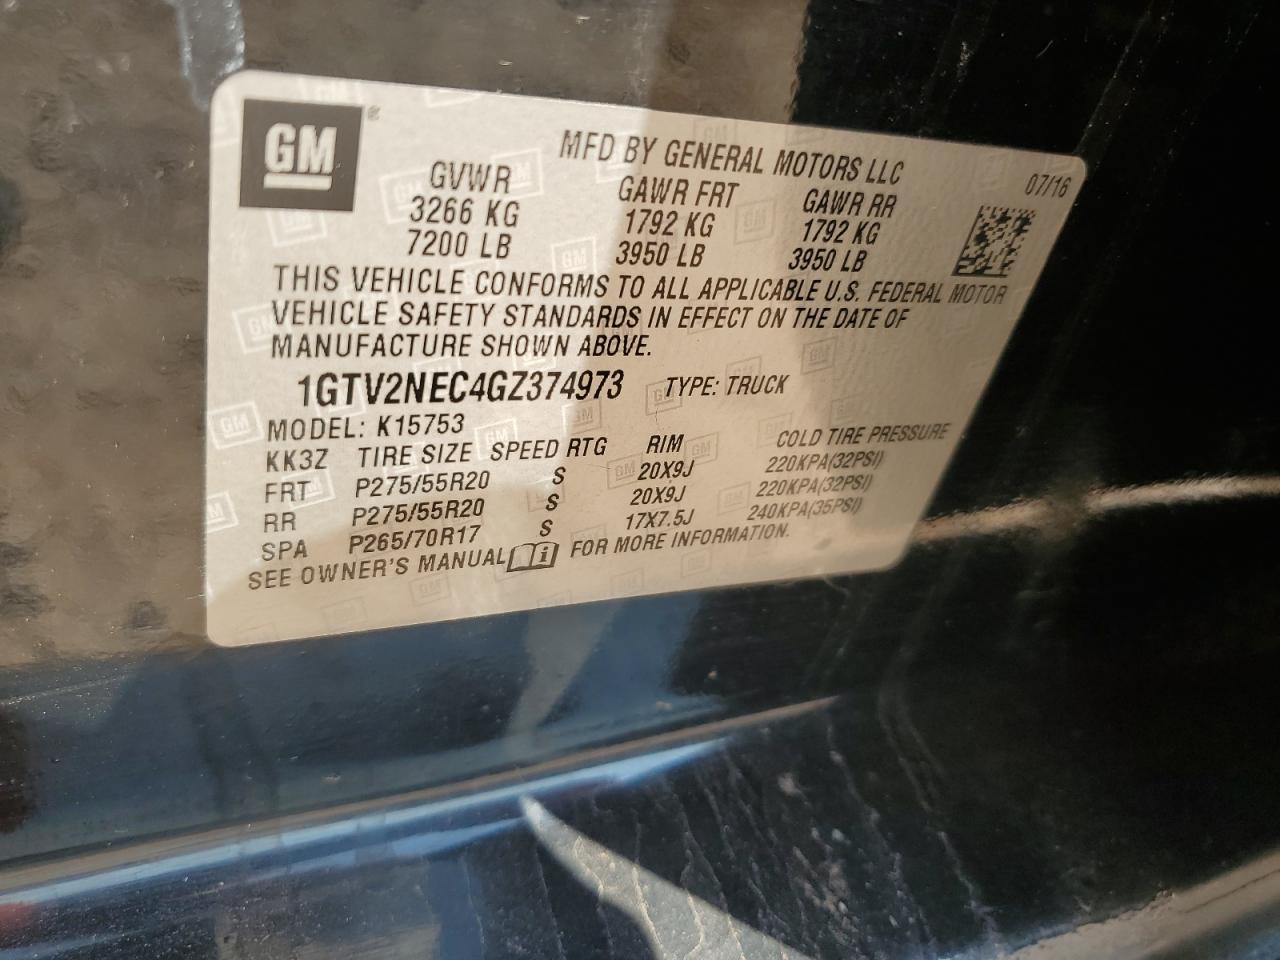 GM
MFD BY GENERAL MOTORS LLC 07/16
GVWR GAWR FRT GAWR RR
3266 KG 1792 KG 1792 KG
7200 LB 3950 LB 3950 LB
THIS VEHICLE CONFORMS TO ALL APPLICABLE U.S. FEDERAL MOTOR
VEHICLE SAFETY STANDARDS IN EFFECT ON THE DATE OF
MANUFACTURE SHOWN ABOVE.
1GTV2NEC4GZ374973 TYPE: TRUCK
MODEL: K15753
KK3Z TIRE SIZE SPEED RTG RIM COLD TIRE PRESSURE
FRT P275/55R20 S 20X9J 220KPA(32PSI)
RR P275/55R20 S 20X9J 220KPA(32PSI)
SPA P265/70R17 S 17X7.5J 240KPA(35PSI)
SEE OWNER'S MANUAL FOR MORE INFORMATION.